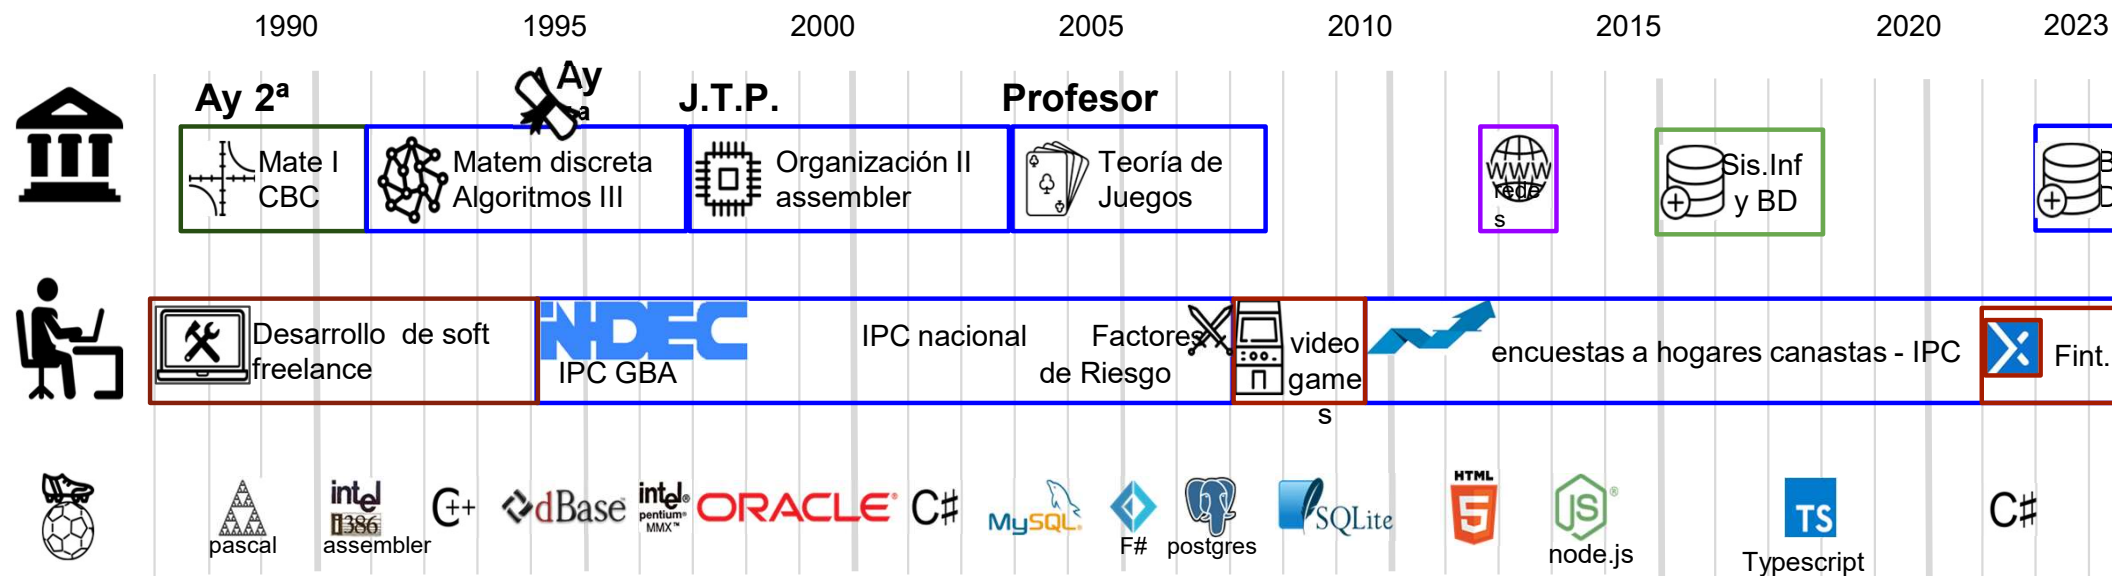 1990 1995 2000 2005 2010 2015 2020 2023
Ay 2ª
Ay
J.T.P.
Profesor
Mate I
CBC
Matem discreta
Algoritmos III
Organización II
assembler
Teoría de
Juegos
WWW
rede
s
Sis.Inf
y BD
Desarrollo de soft
freelance
INDEC
IPC GBA
IPC nacional
Factores
de Riesgo
video
game
s
encuestas a hogares canastas - IPC
Fint.
pascal
intel
i386
assembler
C++
dBase
intel®
pentium®
MMX™
ORACLE®
C#
MySQL®
F#
postgres
SQLite
HTML
5
JS®
node.js
TS
Typescript
C#